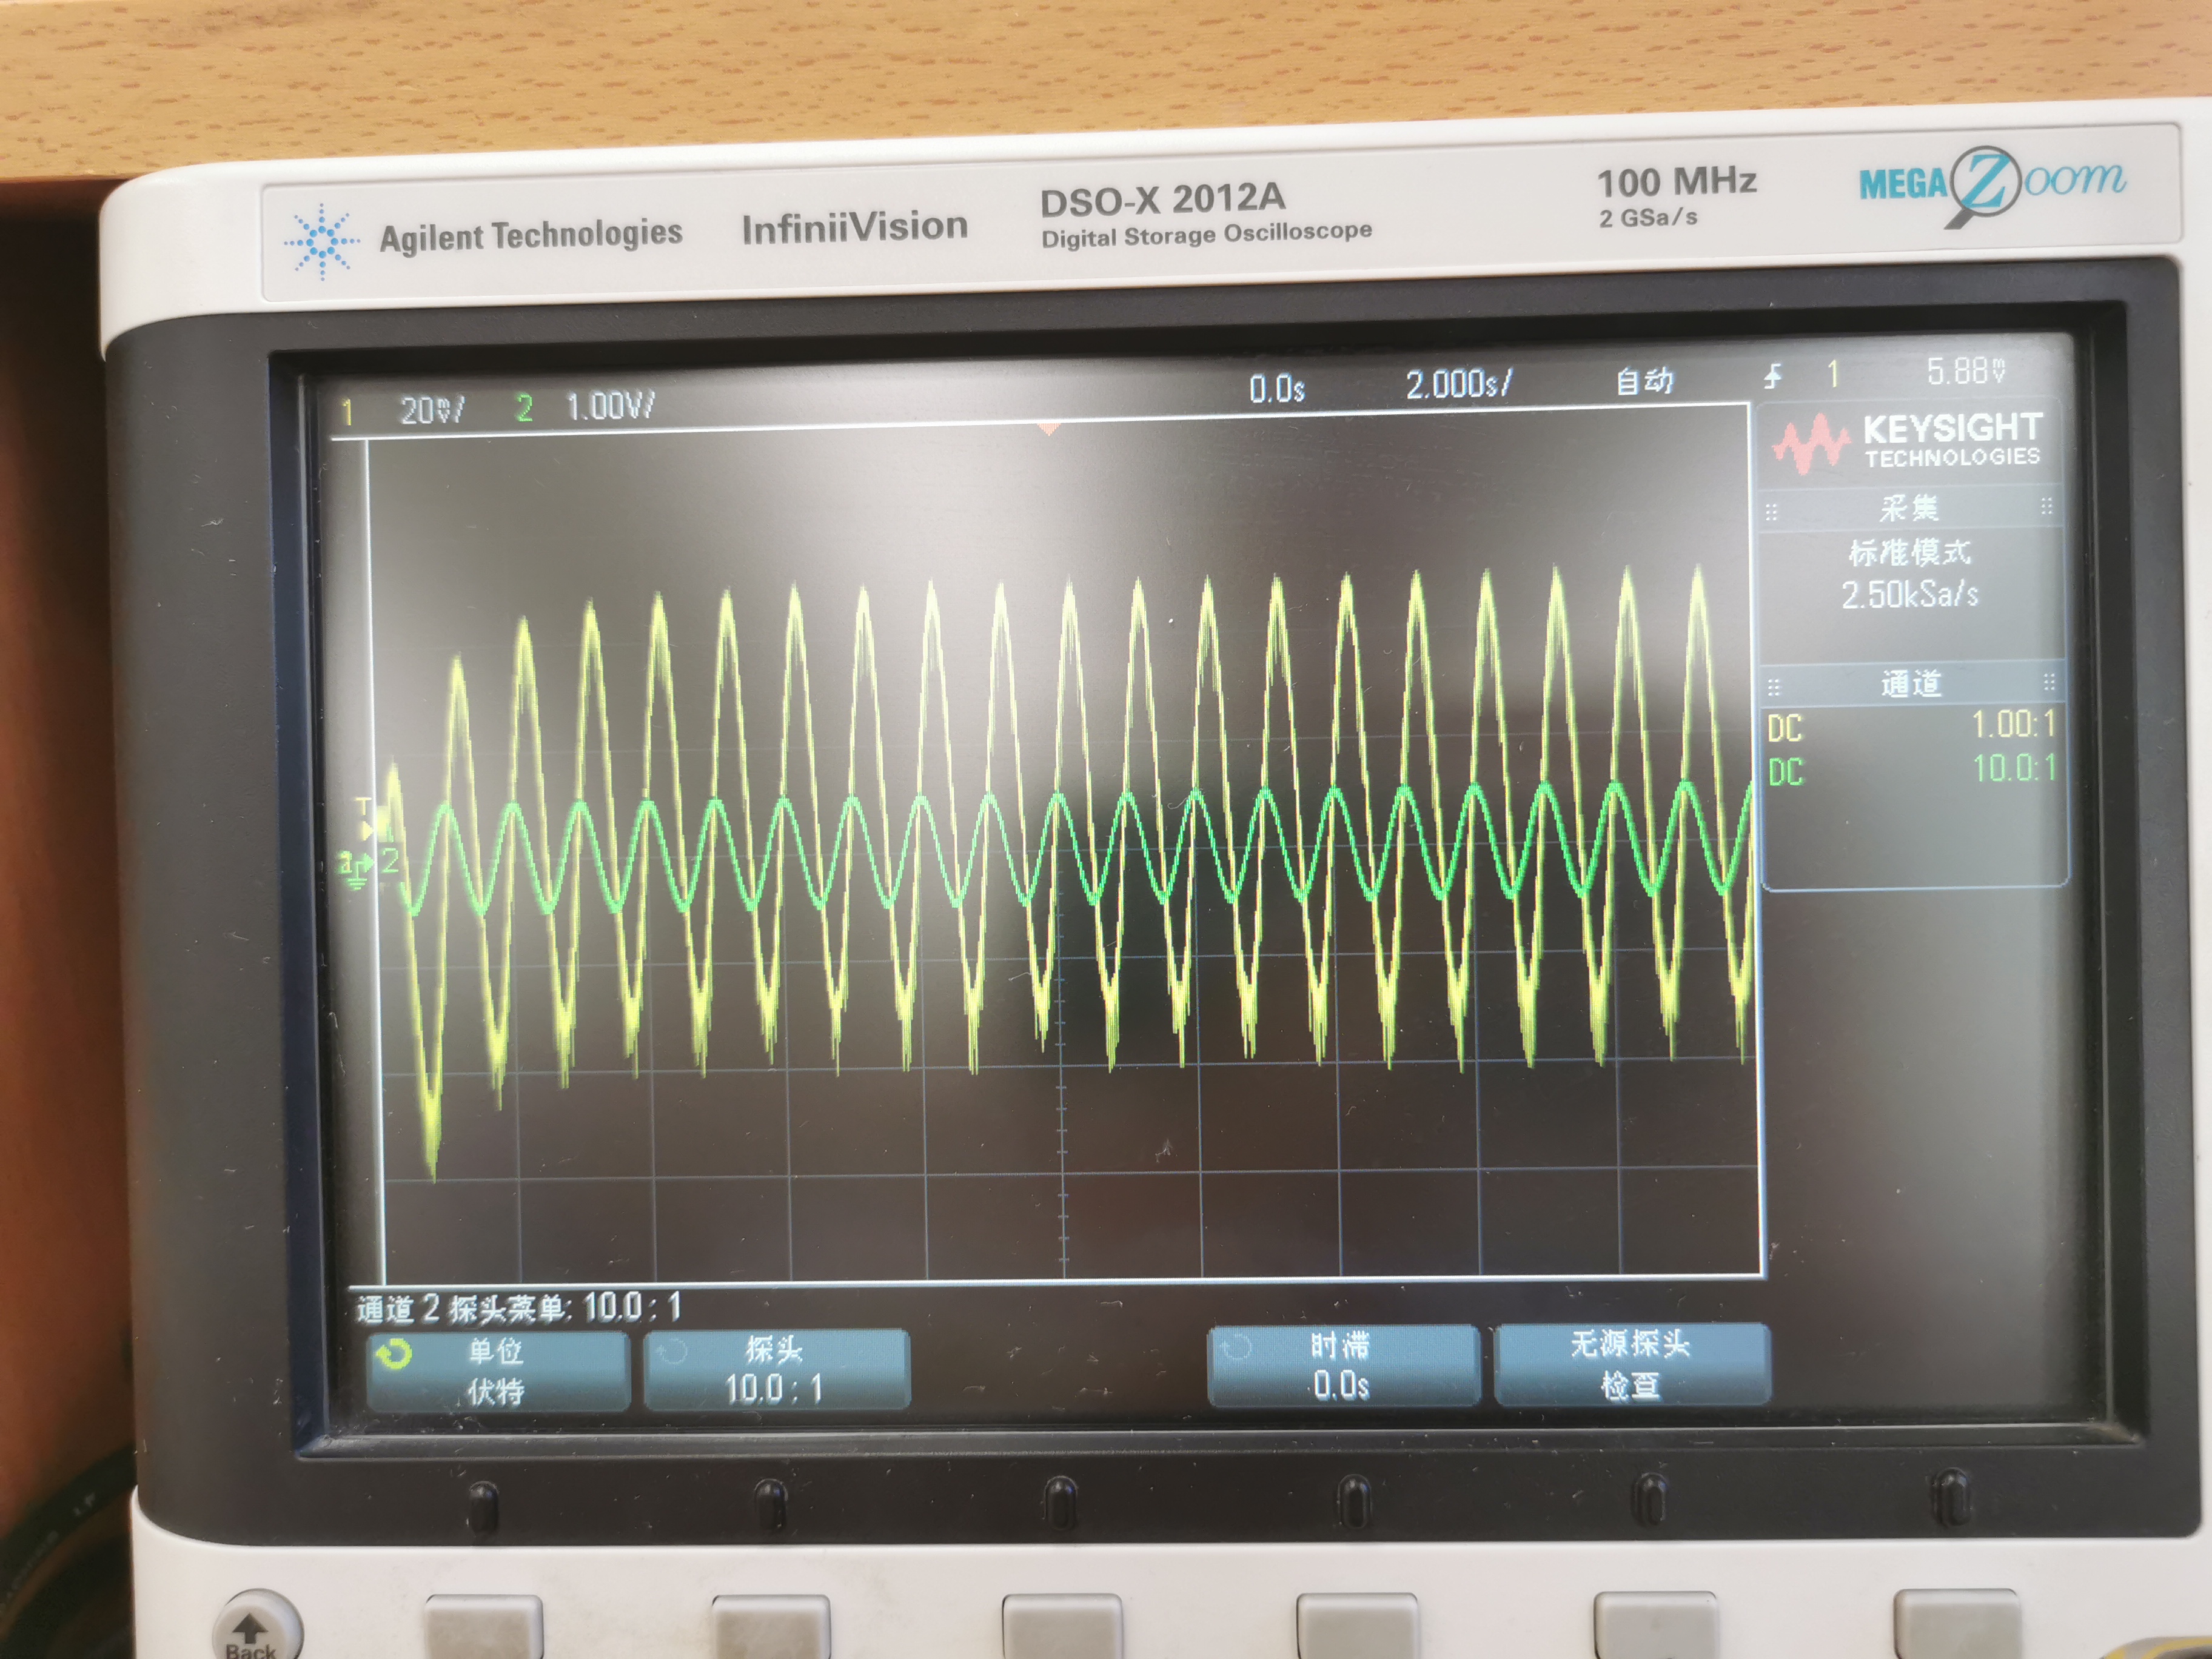 Agilent Technologies
InfiniiVision
DSO-X 2012A
Digital Storage Oscilloscope
100 MHz
2 GSa/s
MEGA Zoom
1 20mV/ 2 1.00V/ 0.0s 2.000s/ 自动 1 5.88mV
KEYSIGHT
TECHNOLOGIES
采集
标准模式
2.50kSa/s
通道
DC 1.00:1
DC 10.0:1
T
2
通道 2 探头菜单: 10.0 : 1
单位
伏特
探头
10.0 : 1
时滞
0.0s
无源探头
检查
Back